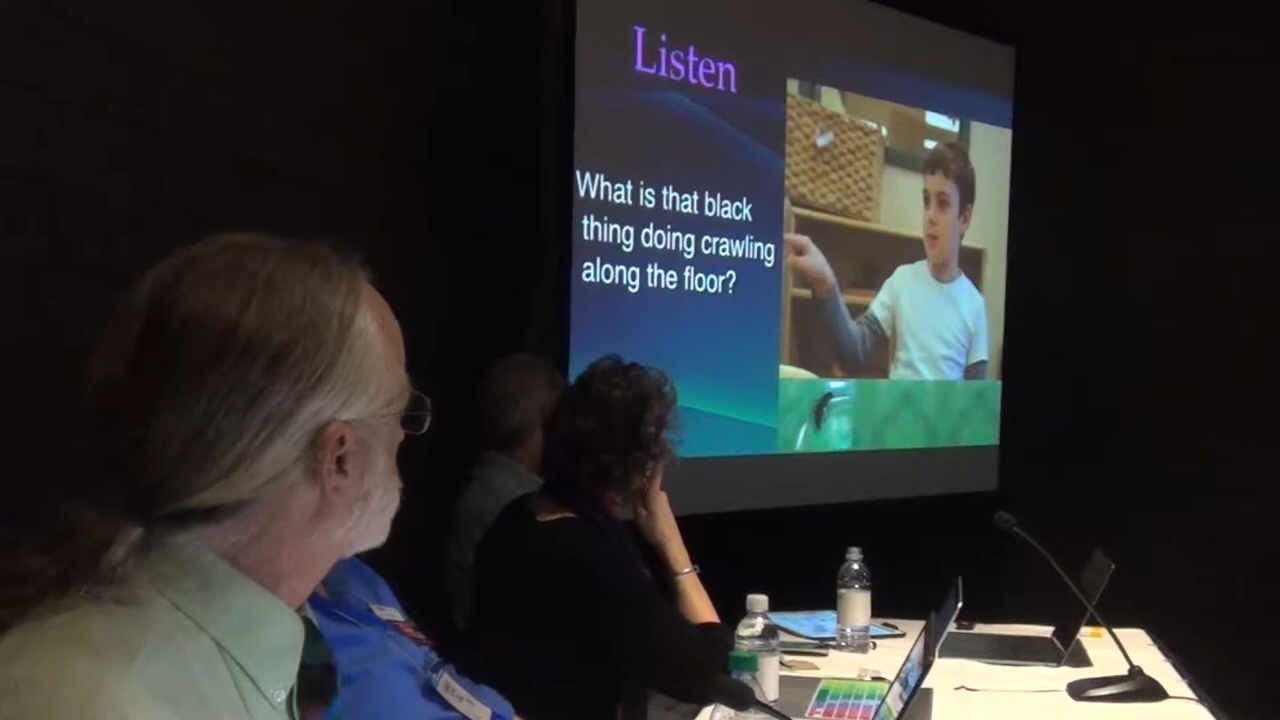 Listen
What is that black
thing doing crawling
along the floor?